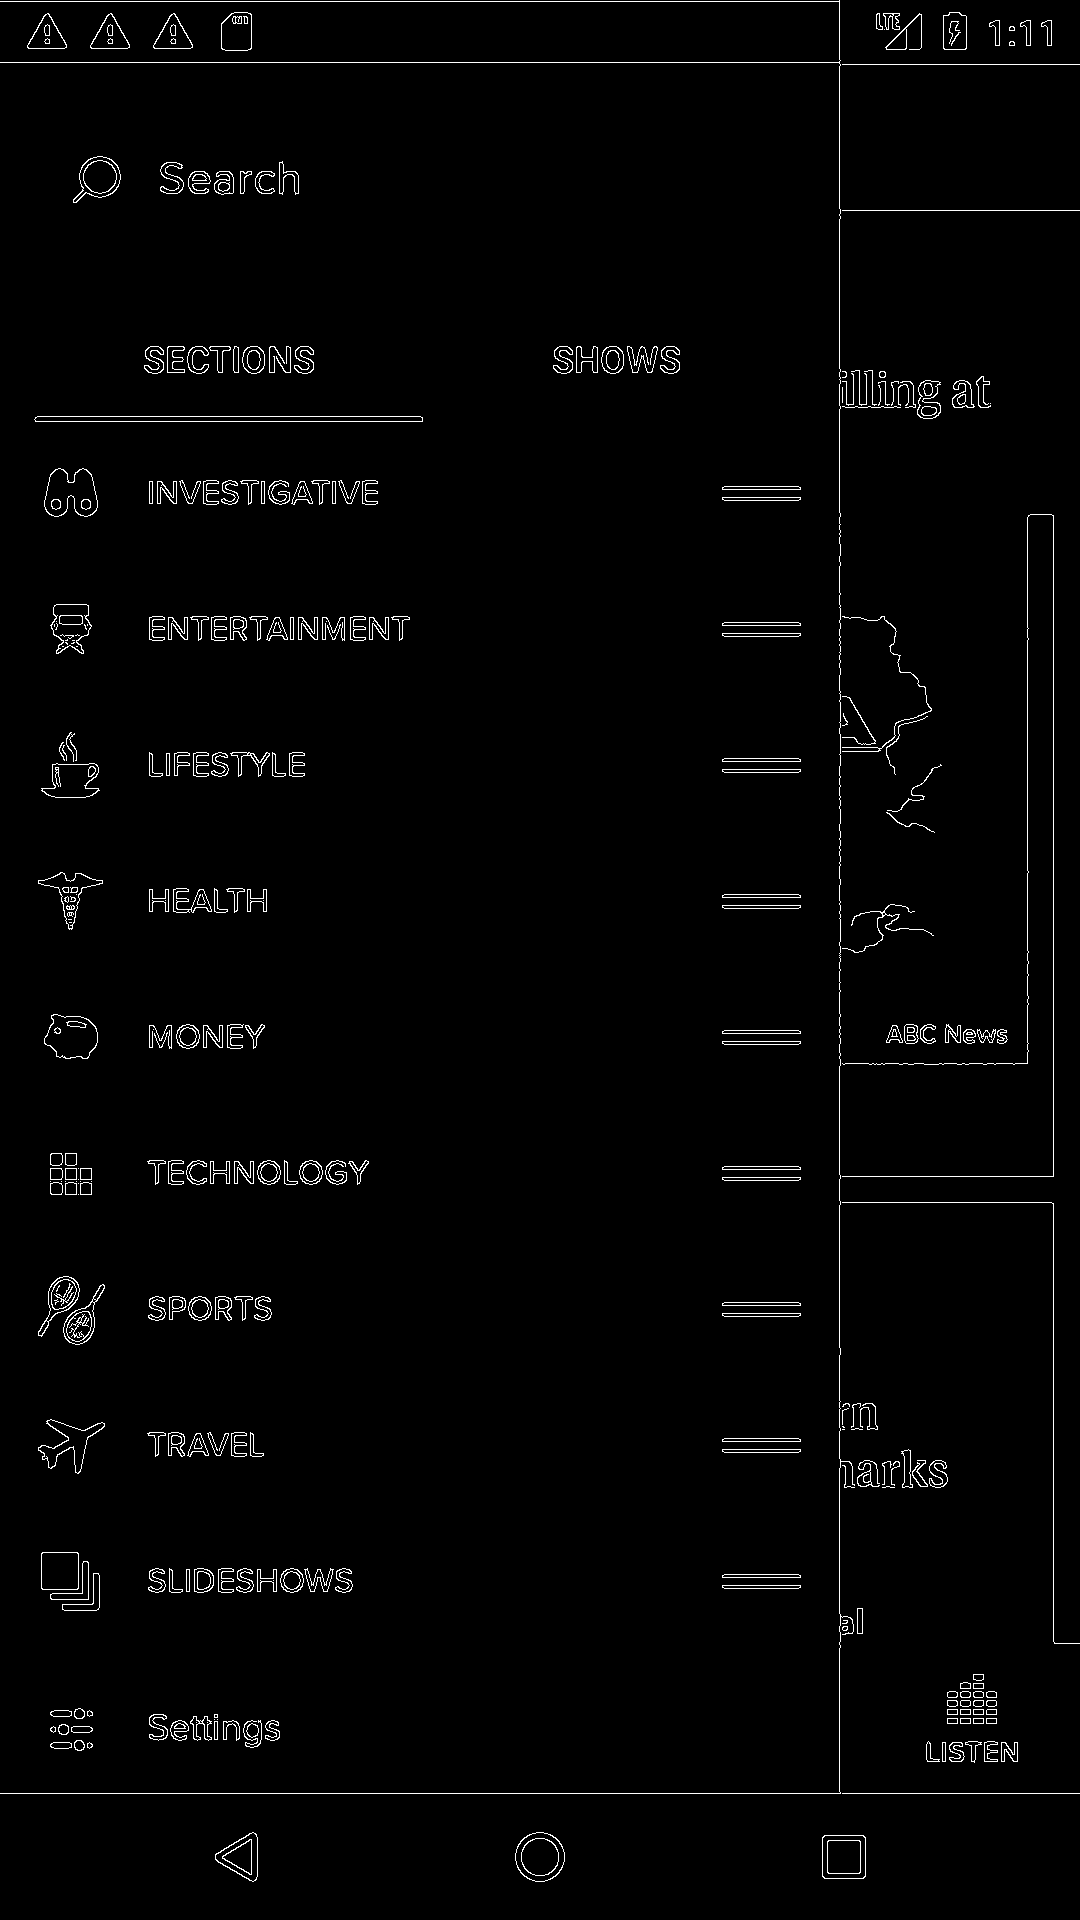 LTE 1:11
Search
SECTIONS SHOWS
illing at
INVESTIGATIVE
ENTERTAINMENT
LIFESTYLE
HEALTH
MONEY
ABC News
TECHNOLOGY
SPORTS
rn
TRAVEL
narks
SLIDESHOWS
al
Settings
LISTEN